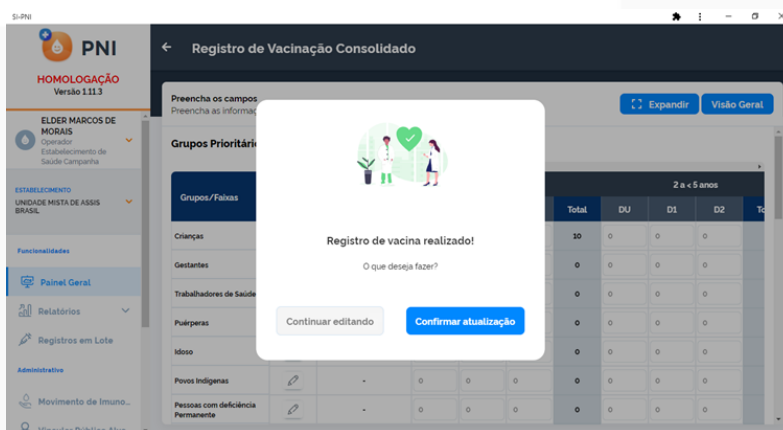 SI-PNI
PNI
HOMOLOGAÇÃO
Versão 1.11.3
ELDER MARCOS DE
MORAIS
Operador
Estabelecimento de
Saúde Campanha
ESTABELECIMENTO
UNIDADE MISTA DE ASSIS
BRASIL
Funcionalidades
Painel Geral
Relatórios
Registros em Lote
Administrativo
Movimento de Imuno...
Registro de Vacinação Consolidado
Preencha os campos
Preencha as informaç
Expandir
Visão Geral
Grupos Prioritári
Grupos/Faixas
2 a < 5 anos
Total DU D1 D2 To
Crianças 10 0 0 0
Gestantes 0 0 0 0
Trabalhadores de Saúde 0 0 0 0
Puérperas 0 0 0 0
Idoso 0 0 0 0
Povos Indígenas - 0 0 0 0 0 0 0
Pessoas com deficiência
Permanente - 0 0 0 0 0 0 0
Registro de vacina realizado!
O que deseja fazer?
Continuar editando
Confirmar atualização